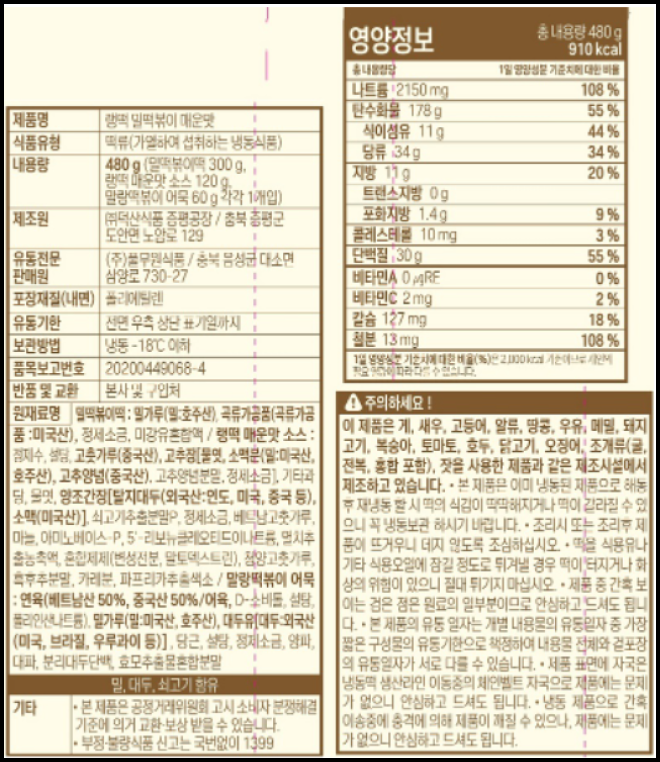 제품명 랭떡 밀떡볶이 매운맛
식품유형 떡류(가열하여 섭취하는 냉동식품)
내용량 480 g (밀떡볶이떡 300 g,
랭떡 매운맛 소스 120 g,
말랑떡볶이 어묵 60 g 각각 1개입)
제조원 ㈜덕산식품 증평공장 / 충북 증평군
도안면 노암로 129
유통전문
판매원
(주)풀무원식품 / 충북 음성군 대소면
삼양로 730-27
포장재질(내면) 폴리에틸렌
유통기한 전면 우측 상단 표기일까지
보관방법 냉동 -18℃ 이하
품목보고번호 20200449068-4
반품 및 교환 본사 및 구입처
원재료명 밀떡볶이떡 : 밀가루(밀:호주산), 곡류가공품(곡류가공
품 :미국산), 정제소금, 미강유혼합액 / 랭떡 매운맛 소스 :
정제수, 설탕, 고춧가루(중국산), 고추장[물엿, 소맥분(밀:미국산,
호주산), 고추양념(중국산), 고추양념분말, 정제소금], 기타과
당, 물엿, 양조간장[탈지대두(외국산:인도, 미국, 중국 등),
소맥(미국산)], 쇠고기추출분말P, 정제소금, 베트남고춧가루,
마늘, 아미노베이스-P, 5'-리보뉴클레오티드이나트륨, 멸치추
출농축액, 혼합제제(변성전분, 말토덱스트린), 청양고춧가루,
흑후추분말, 카레분, 파프리카추출색소 / 말랑떡볶이 어묵
: 연육(베트남산 50%, 중국산 50%/어육, D-소비톨, 설탕,
폴리인산나트륨), 밀가루(밀:미국산, 호주산), 대두유[대두:외국산
(미국, 브라질, 우루과이 등)], 당근, 설탕, 정제소금, 양파,
대파, 분리대두단백, 효모추출물혼합분말
밀, 대두, 쇠고기 함유
기타 • 본 제품은 공정거래위원회 고시 소비자 분쟁해결
기준에 의거 교환·보상 받을 수 있습니다.
• 부정·불량식품 신고는 국번없이 1399
영양정보 총 내용량 480 g
910 kcal
총 내용량당 1일 영양성분 기준치에 대한 비율
나트륨 2150 mg 108 %
탄수화물 178 g 55 %
식이섬유 11 g 44 %
당류 34 g 34 %
지방 11 g 20 %
트랜스지방 0 g
포화지방 1.4 g 9 %
콜레스테롤 10 mg 3 %
단백질 30 g 55 %
비타민A 0 ㎍RE 0 %
비타민C 2 mg 2 %
칼슘 127 mg 18 %
철분 13 mg 108 %
1일 영양성분 기준치에 대한 비율(%)은 2,000 kcal 기준이므로 개인의
필요 열량에 따라 다를 수 있습니다.
주의하세요 !
이 제품은 게, 새우, 고등어, 알류, 땅콩, 우유, 메밀, 돼지
고기, 복숭아, 토마토, 호두, 닭고기, 오징어, 조개류(굴,
전복, 홍합 포함), 잣을 사용한 제품과 같은 제조시설에서
제조하고 있습니다. • 본 제품은 이미 냉동된 제품으로 해동
후 재냉동 할 시 떡의 식감이 딱딱해지거나 떡이 갈라질 수 있
으니 꼭 냉동보관 하시기 바랍니다. • 조리시 또는 조리후 제
품이 뜨거우니 데지 않도록 조심하십시오. • 떡을 식용유나
기타 식용오일에 잠길 정도로 튀겨낼 경우 떡이 터지거나 화
상의 위험이 있으니 절대 튀기지 마십시오. • 제품 중 간혹 보
이는 검은 점은 원료의 일부분이므로 안심하고 드셔도 됩니
다. • 본 제품의 유통 일자는 개별 내용물의 유통일자 중 가장
짧은 구성물의 유통기한으로 책정하여 내용물 전체와 겉포장
의 유통일자가 서로 다를 수 있습니다. • 제품 표면에 자국은
냉동떡 생산라인 이동중의 체인벨트 자국으로 제품에는 문제
가 없으니 안심하고 드셔도 됩니다. • 냉동 제품으로 간혹
이송중에 충격에 의해 제품이 깨질 수 있으나, 제품에는 문제
가 없으니 안심하고 드셔도 됩니다.